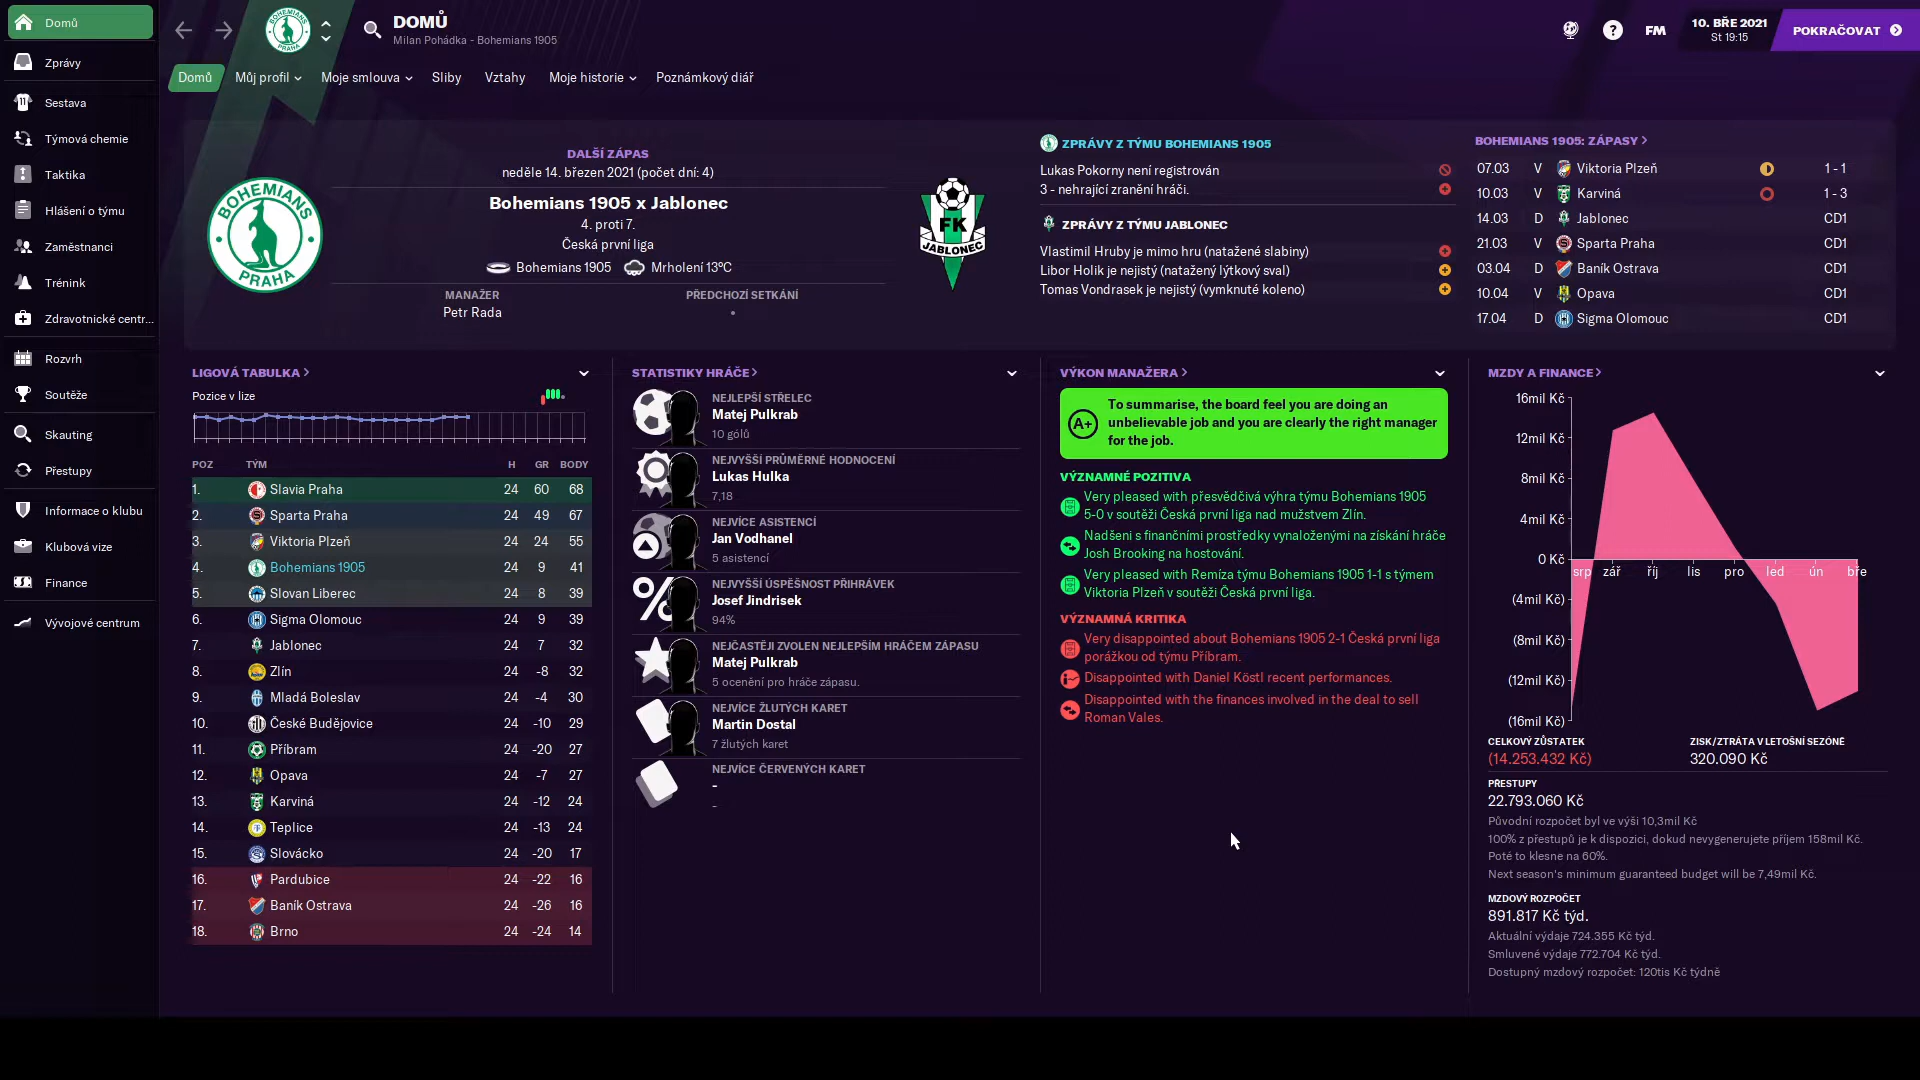 Domů
Zprávy
Sestava
Týmová chemie
Taktika
Hlášení o týmu
Zaměstnanci
Trénink
Zdravotnické centr...
Rozvrh
Soutěže
Skauting
Přestupy
Informace o klubu
Klubová vize
Finance
Vývojové centrum
DOMŮ
Milan Pohádka - Bohemians 1905
FM
10. BŘE 2021
St 19:15
POKRAČOVAT
Domů
Můj profil
Moje smlouva
Sliby
Vztahy
Moje historie
Poznámkový diář
BOHEMIANS
PRAHA
DALŠÍ ZÁPAS
neděle 14. březen 2021 (počet dní: 4)
Bohemians 1905 x Jablonec
4. proti 7.
Česká první liga
Bohemians 1905 Mrholení 13°C
MANAŽER
Petr Rada
PŘEDCHOZÍ SETKÁNÍ
FK
JABLONEC
ZPRÁVY Z TÝMU BOHEMIANS 1905
Lukas Pokorny není registrován
3 - nehrající zranění hráči.
ZPRÁVY Z TÝMU JABLONEC
Vlastimil Hruby je mimo hru (natažené slabiny)
Libor Holik je nejistý (natažený lýtkový sval)
Tomas Vondrasek je nejistý (vymknuté koleno)
BOHEMIANS 1905: ZÁPASY
07.03 V Viktoria Plzeň 1 - 1
10.03 V Karviná 1 - 3
14.03 D Jablonec CD1
21.03 V Sparta Praha CD1
03.04 D Baník Ostrava CD1
10.04 V Opava CD1
17.04 D Sigma Olomouc CD1
LIGOVÁ TABULKA
Pozice v lize
POZ TÝM H GR BODY
1. Slavia Praha 24 60 68
2. Sparta Praha 24 49 67
3. Viktoria Plzeň 24 24 55
4. Bohemians 1905 24 9 41
5. Slovan Liberec 24 8 39
6. Sigma Olomouc 24 9 39
7. Jablonec 24 7 32
8. Zlín 24 -8 32
9. Mladá Boleslav 24 -4 30
10. České Budějovice 24 -10 29
11. Příbram 24 -20 27
12. Opava 24 -7 27
13. Karviná 24 -12 24
14. Teplice 24 -13 24
15. Slovácko 24 -20 17
16. Pardubice 24 -22 16
17. Baník Ostrava 24 -26 16
18. Brno 24 -24 14
STATISTIKY HRÁČE
NEJLEPŠÍ STŘELEC
Matej Pulkrab
10 gólů
NEJVYŠŠÍ PRŮMĚRNÉ HODNOCENÍ
Lukas Hulka
7,18
NEJVÍCE ASISTENCÍ
Jan Vodhanel
5 asistencí
NEJVYŠŠÍ ÚSPĚŠNOST PŘIHRÁVEK
Josef Jindrisek
94%
NEJČASTĚJI ZVOLEN NEJLEPŠÍM HRÁČEM ZÁPASU
Matej Pulkrab
5 ocenění pro hráče zápasu.
NEJVÍCE ŽLUTÝCH KARET
Martin Dostal
7 žlutých karet
NEJVÍCE ČERVENÝCH KARET
-
-
VÝKON MANAŽERA
A+
To summarise, the board feel you are doing an
unbelievable job and you are clearly the right manager
for the job.
VÝZNAMNÉ POZITIVA
Very pleased with přesvědčivá výhra týmu Bohemians 1905
5-0 v soutěži Česká první liga nad mužstvem Zlín.
Nadšeni s finančními prostředky vynaloženými na získání hráče
Josh Brooking na hostování.
Very pleased with Remíza týmu Bohemians 1905 1-1 s týmem
Viktoria Plzeň v soutěži Česká první liga.
VÝZNAMNÁ KRITIKA
Very disappointed about Bohemians 1905 2-1 Česká první liga
porážkou od týmu Příbram.
Disappointed with Daniel Köstl recent performances.
Disappointed with the finances involved in the deal to sell
Roman Vales.
MZDY A FINANCE
16mil Kč
12mil Kč
8mil Kč
4mil Kč
0 Kč
srp zář říj lis pro led ún bře
(4mil Kč)
(8mil Kč)
(12mil Kč)
(16mil Kč)
CELKOVÝ ZŮSTATEK
(14.253.432 Kč)
ZISK/ZTRÁTA V LETOŠNÍ SEZÓNĚ
320.090 Kč
PŘESTUPY
22.793.060 Kč
Původní rozpočet byl ve výši 10,3mil Kč
100% z přestupů je k dispozici, dokud nevygenerujete příjem 158mil Kč.
Poté to klesne na 60%.
Next season's minimum guaranteed budget will be 7,49mil Kč.
MZDOVÝ ROZPOČET
891.817 Kč týd.
Aktuální výdaje 724.355 Kč týd.
Smluvené výdaje 772.704 Kč týd.
Dostupný mzdový rozpočet: 120tis Kč týdně